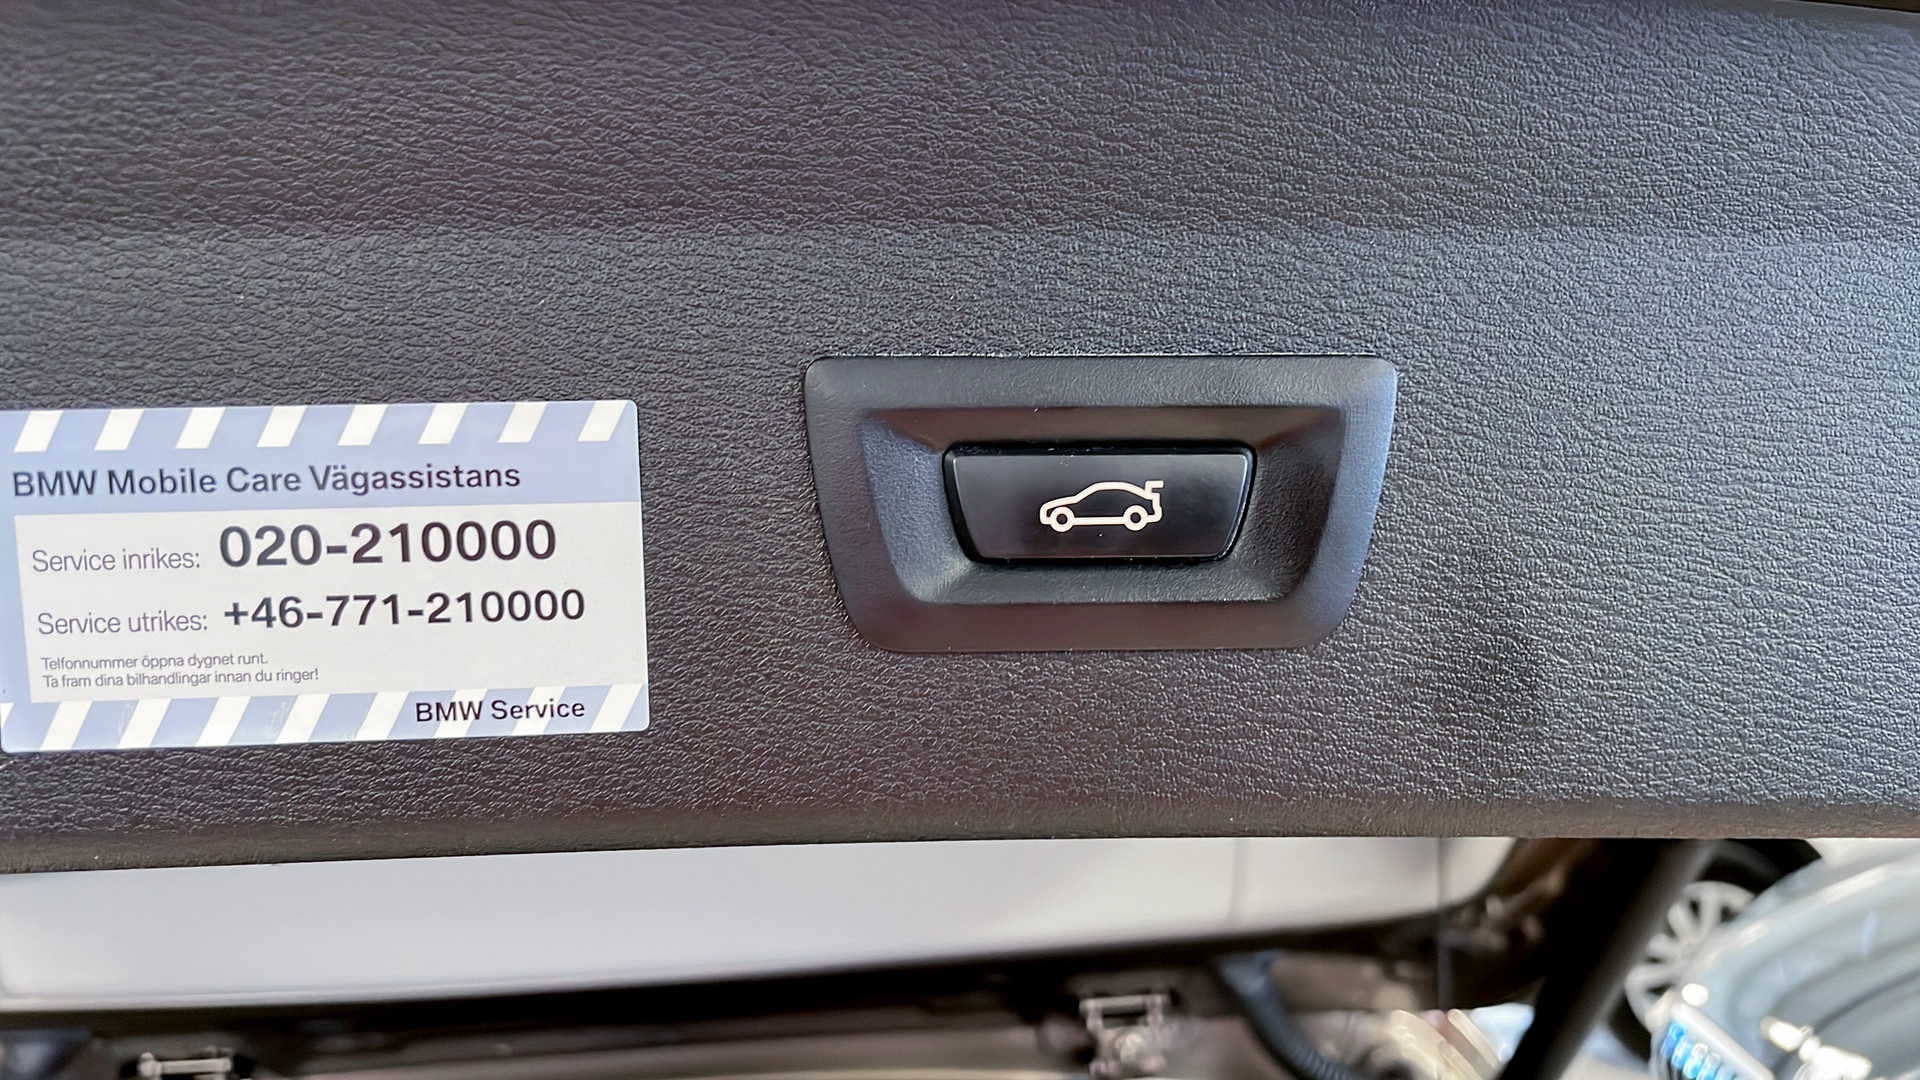 BMW Mobile Care Vägassistans
Service inrikes: 020-210000
Service utrikes: +46-771-210000
Telfonnummer öppna dygnet runt.
Ta fram dina bilhandlingar innan du ringer!
BMW Service